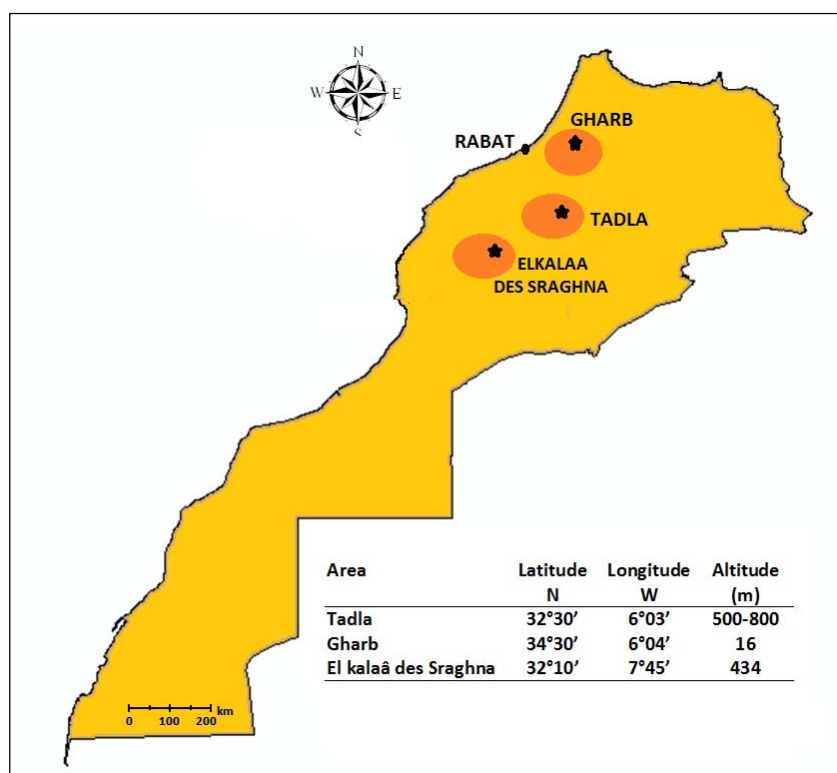 N
W E
S
GHARB
RABAT
TADLA
ELKALAA
DES SRAGHNA
Area Latitude Longitude Altitude
N W (m)
Tadla 32°30’ 6°03’ 500-800
Gharb 34°30’ 6°04’ 16
El kalaâ des Sraghna 32°10’ 7°45’ 434
km
0 100 200